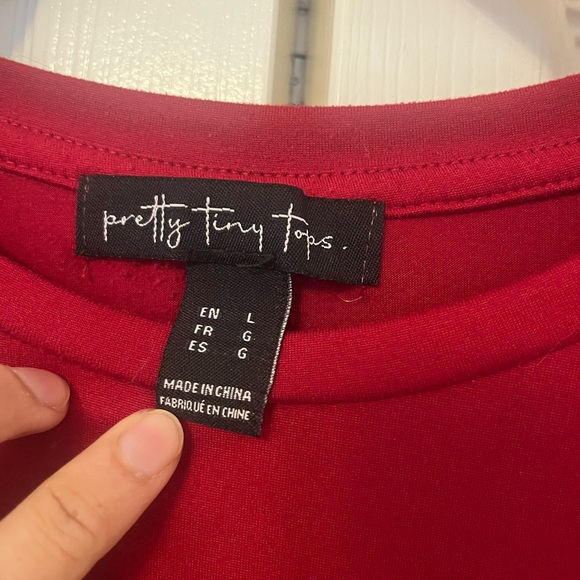 pretty tiny tops.
EN L
FR G
ES G
MADE IN CHINA
FABRIQUÉ EN CHINE